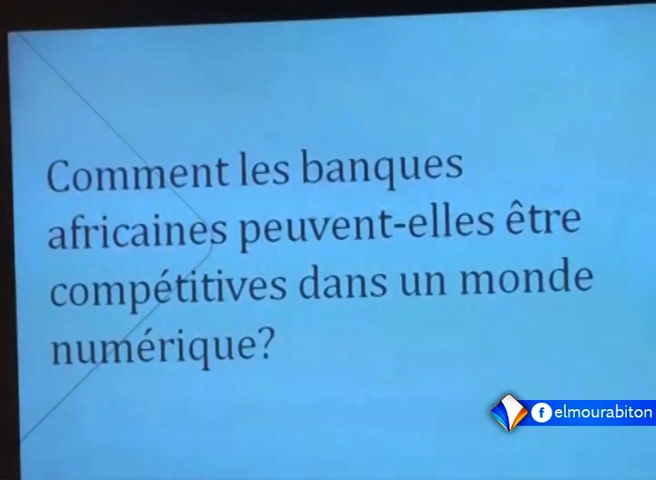 Comment les banques
africaines peuvent-elles être
compétitives dans un monde
numérique?
f elmourabiton